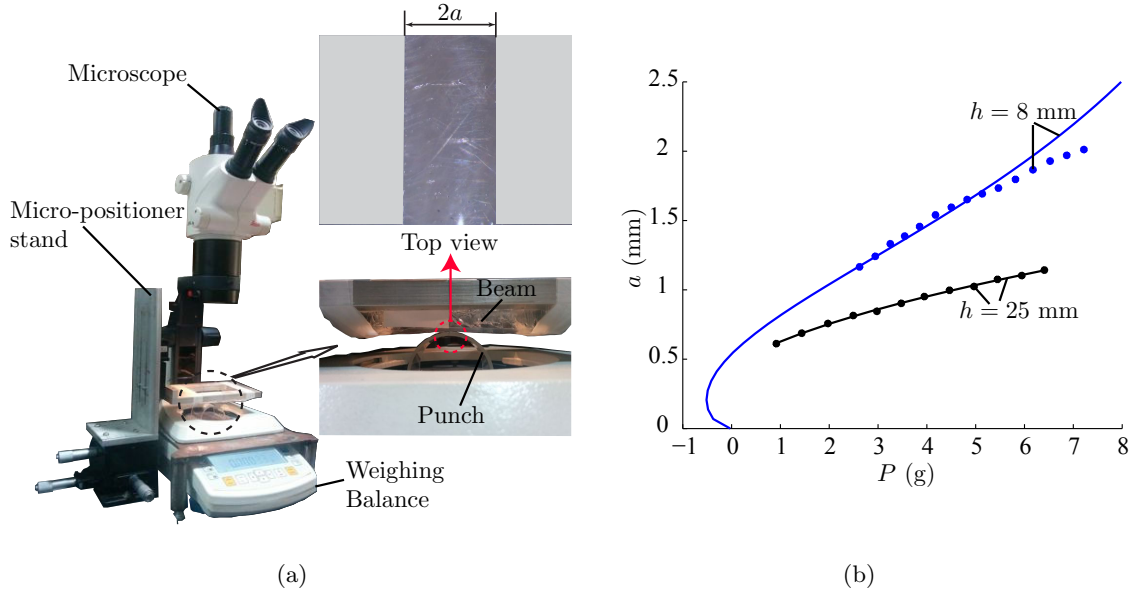 2a
Microscope
Micro-positioner
stand
Top view
Beam
Punch
Weighing
Balance
(a)
2.5
2
1.5
1
0.5
0
a (mm)
−1 0 1 2 3 4 5 6 7 8
P (g)
h = 8 mm
h = 25 mm
(b)